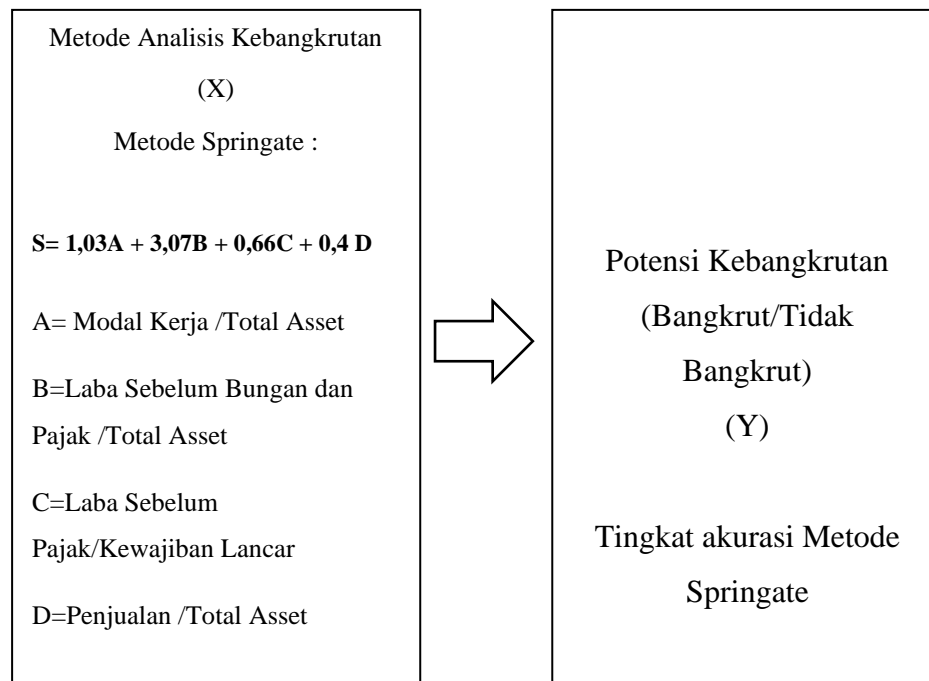 Metode Analisis Kebangkrutan
(X)
Metode Springate :
S= 1,03A + 3,07B + 0,66C + 0,4 D
A= Modal Kerja /Total Asset
B=Laba Sebelum Bungan dan
Pajak /Total Asset
C=Laba Sebelum
Pajak/Kewajiban Lancar
D=Penjualan /Total Asset
Potensi Kebangkrutan
(Bangkrut/Tidak
Bangkrut)
(Y)
Tingkat akurasi Metode
Springate